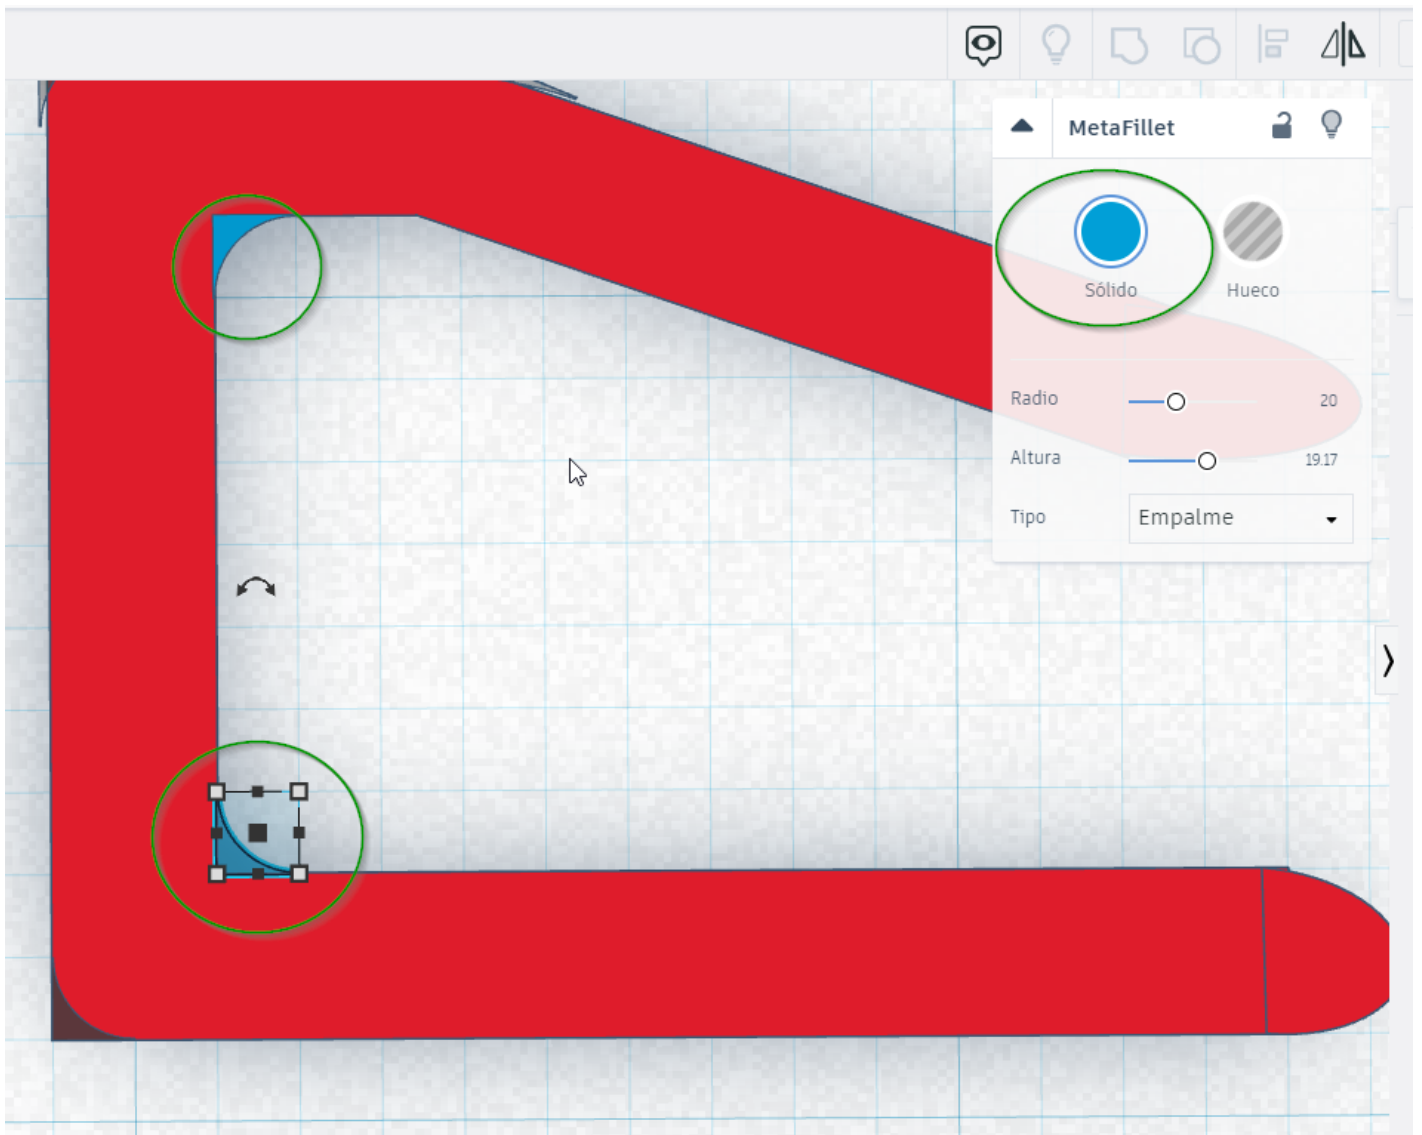 MetaFillet
Sólido
Hueco
Radio
20
Altura
19.17
Tipo
Empalme